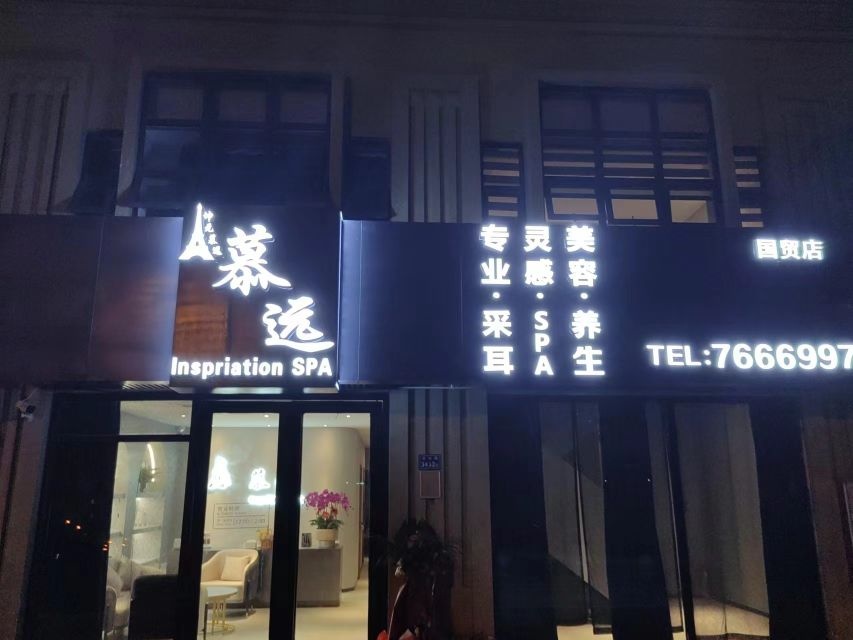 慕远
Inspriation SPA
专业·采耳
灵感·SPA
美容·养生
国贸店
TEL:7666997